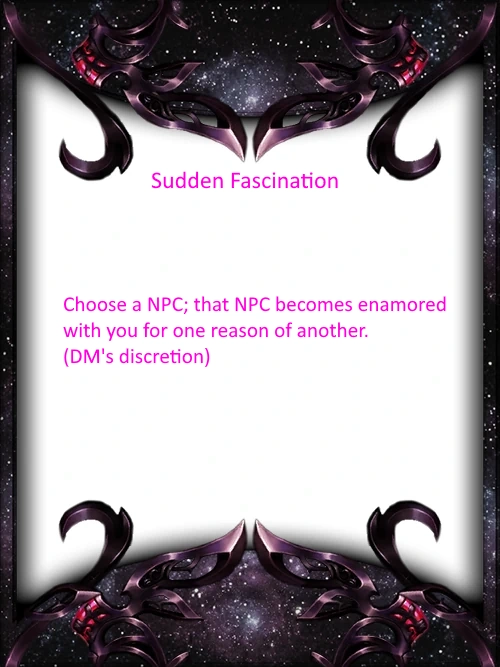 Sudden Fascination
Choose a NPC; that NPC becomes enamored
with you for one reason of another.
(DM's discretion)